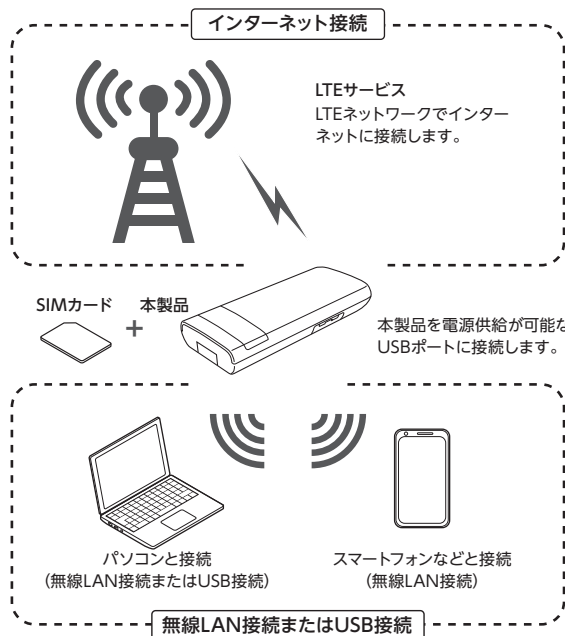 インターネット接続
LTEサービス
LTEネットワークでインター
ネットに接続します。
SIMカード
+
本製品
本製品を電源供給が可能な
USBポートに接続します。
パソコンと接続
(無線LAN接続またはUSB接続)
スマートフォンなどと接続
(無線LAN接続)
無線LAN接続またはUSB接続